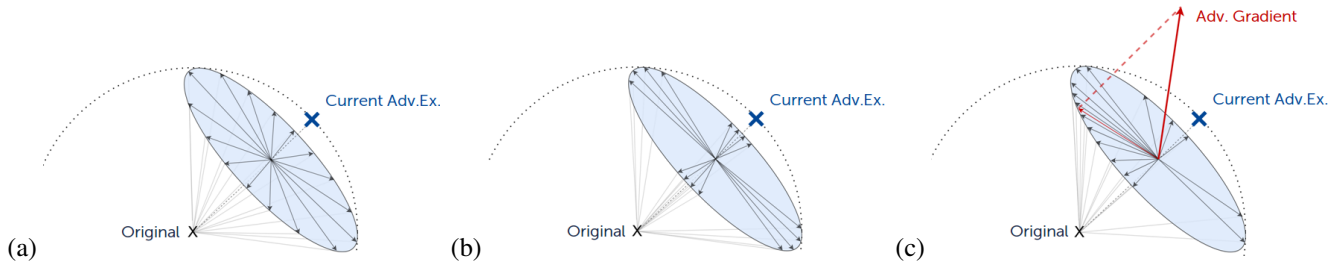 Current Adv.Ex.
Original X
(a)
Current Adv.Ex.
Original X
(b)
Adv. Gradient
Current Adv.Ex.
Original X
(c)